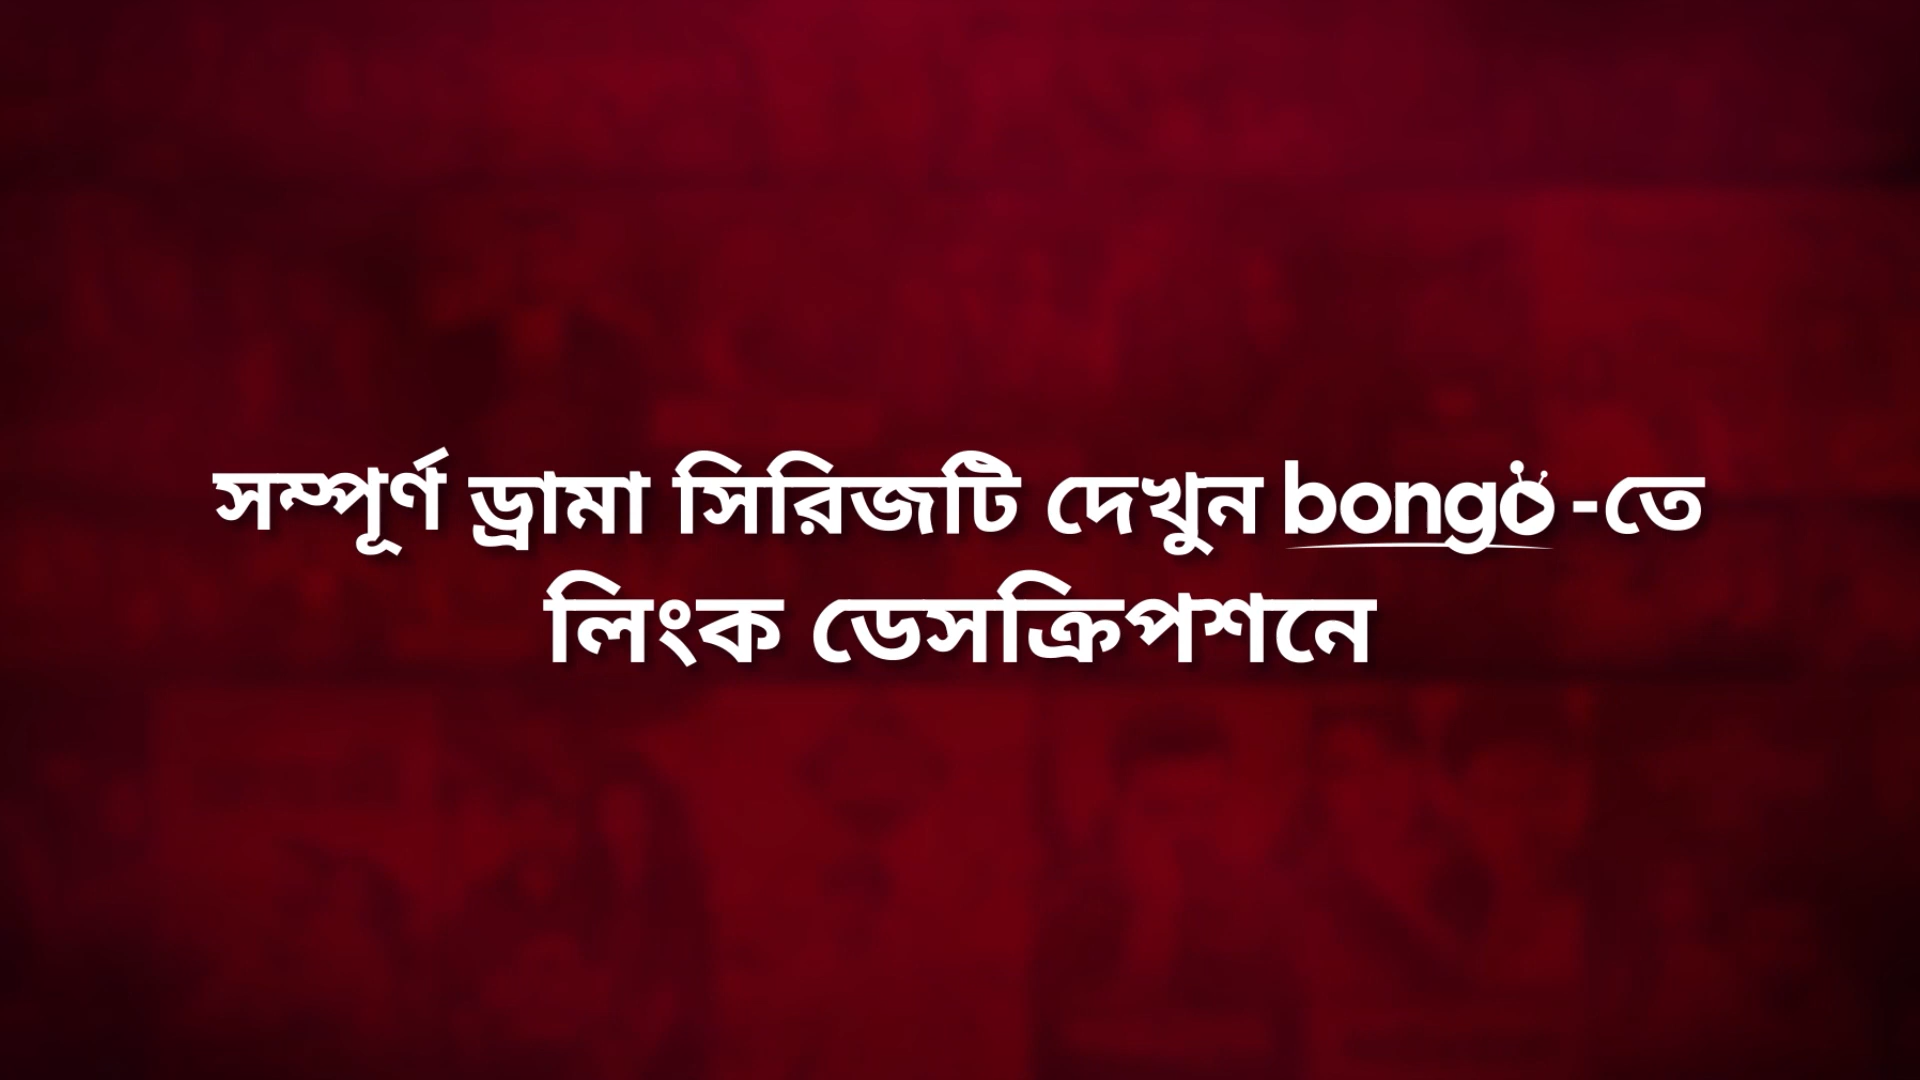 সম্পূর্ণ ড্রামা সিরিজটি দেখুন bongo -তে
লিংক ডেসক্রিপশনে